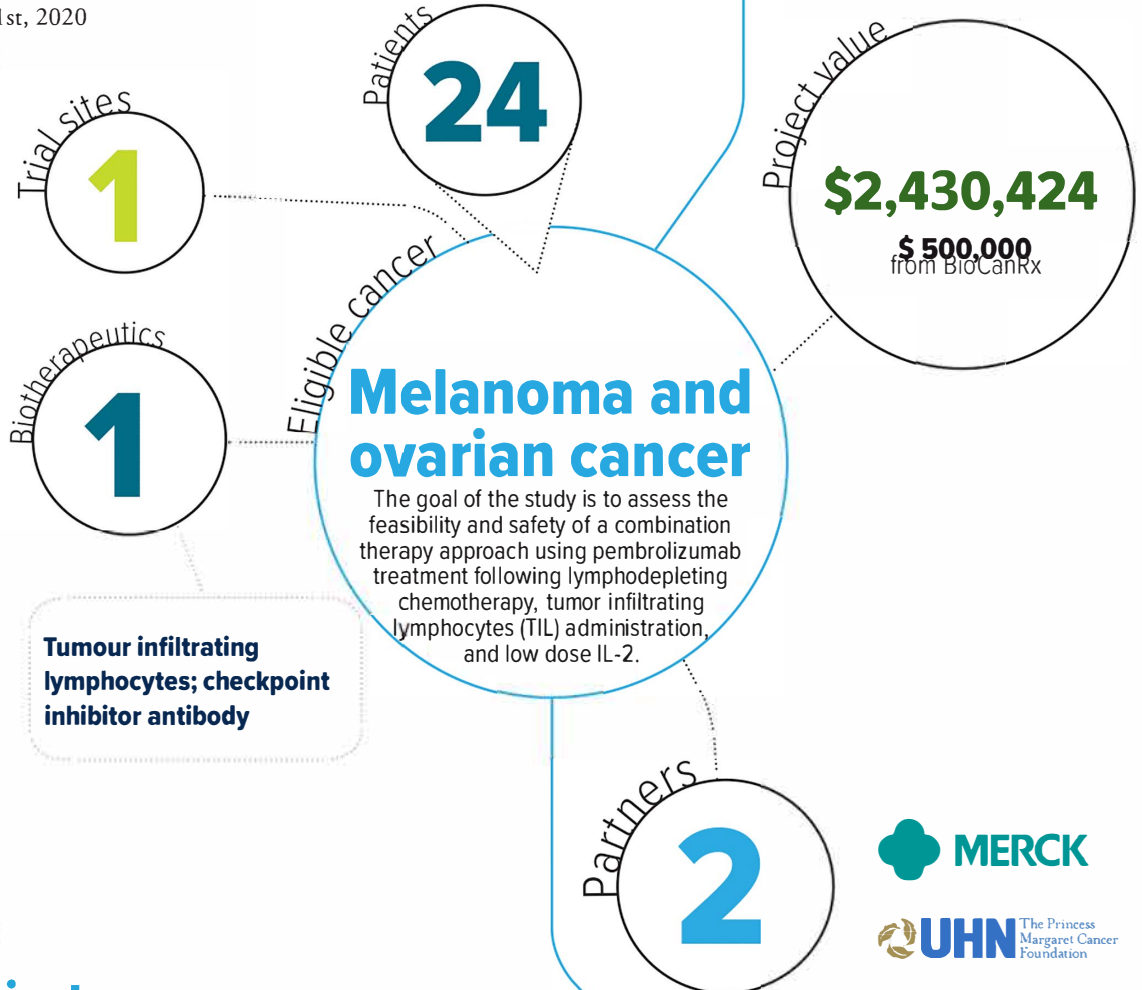 1st, 2020
Patients
24
Trial sites
1
Project value
$2,430,424
$ 500,000
from BioCanRx
Biotherapeutics
1
Eligible cancer
Melanoma and
ovarian cancer
The goal of the study is to assess the
feasibility and safety of a combination
therapy approach using pembrolizumab
treatment following lymphodepleting
chemotherapy, tumor infiltrating
lymphocytes (TIL) administration,
and low dose IL-2.
Tumour infiltrating
lymphocytes; checkpoint
inhibitor antibody
Partners
2
MERCK
UHN
The Princess
Margaret Cancer
Foundation